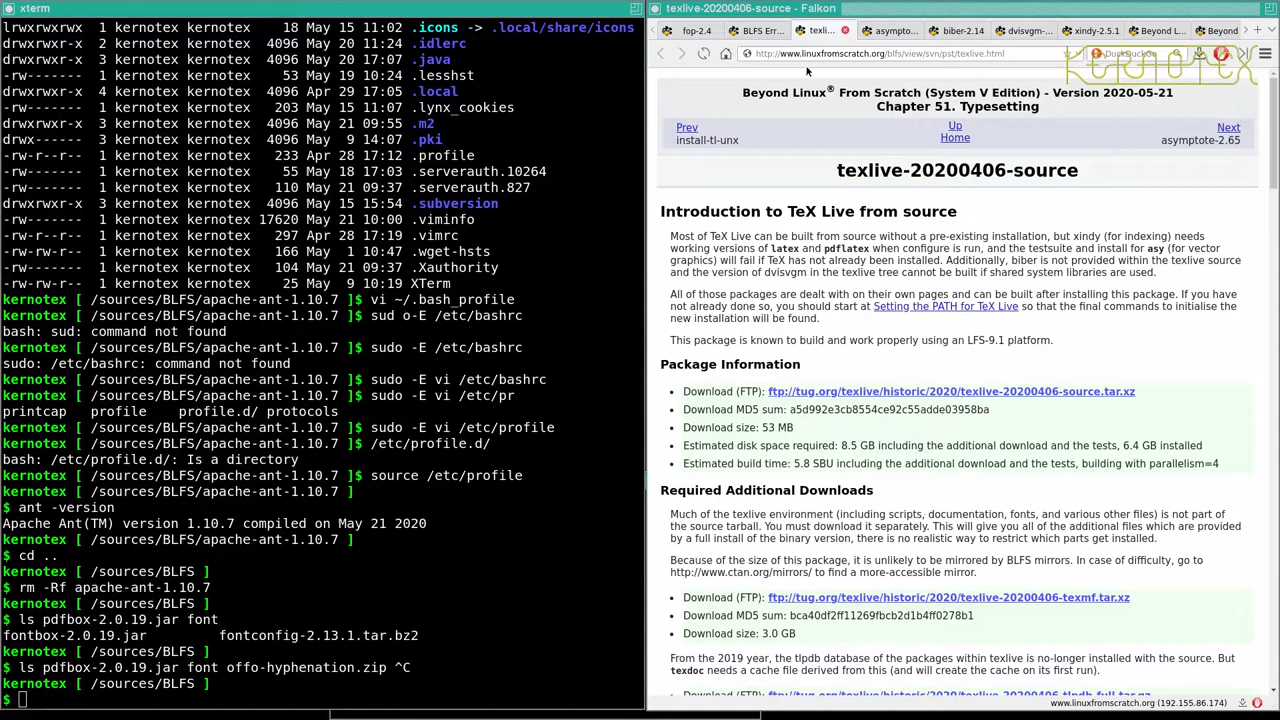 xterm
lrwxrwxrwx  1 kernotex kernotex    18 May 15 11:02 .icons -> .local/share/icons
drwxrwxr-x  2 kernotex kernotex  4096 May 20 11:24 .idlerc
drwxrwxr-x  4 kernotex kernotex  4096 May 20 17:07 .java
-rw-------  1 kernotex kernotex    53 May 19 10:24 .lesshst
drwxrwxr-x  4 kernotex kernotex  4096 Apr 29 17:05 .local
-rw-------  1 kernotex kernotex   203 May 15 11:07 .lynx_cookies
drwxrwxr-x  3 kernotex kernotex  4096 May 21 09:55 .m2
drwx------  3 kernotex kernotex  4096 May  9 14:07 .pki
-rw-r--r--  1 kernotex kernotex   233 Apr 28 17:12 .profile
-rw-------  1 kernotex kernotex    55 May 18 17:03 .serverauth.10264
-rw-------  1 kernotex kernotex   110 May 21 09:37 .serverauth.827
drwxrwxr-x  3 kernotex kernotex  4096 May 15 15:54 .subversion
-rw-------  1 kernotex kernotex 17620 May 21 10:00 .viminfo
-rw-------  1 kernotex kernotex   297 Apr 28 17:19 .vimrc
-rw-rw-r--  1 kernotex kernotex   166 May  1 10:49 .wget-hsts
-rw-------  1 kernotex kernotex   104 May 21 09:37 .Xauthority
-rw-r--r--  1 kernotex kernotex    25 May  9 10:19 XTerm
kernotex [ /sources/BLFS/apache-ant-1.10.7 ]$ vi ~/.bash_profile
kernotex [ /sources/BLFS/apache-ant-1.10.7 ]$ sud o-E /etc/bashrc
bash: sud: command not found
kernotex [ /sources/BLFS/apache-ant-1.10.7 ]$ sudo -E /etc/bashrc
sudo: /etc/bashrc: command not found
kernotex [ /sources/BLFS/apache-ant-1.10.7 ]$ sudo -E vi /etc/bashrc
kernotex [ /sources/BLFS/apache-ant-1.10.7 ]$ sudo -E vi /etc/pr
printcap   profile    profile.d/ protocols
kernotex [ /sources/BLFS/apache-ant-1.10.7 ]$ sudo -E vi /etc/profile
kernotex [ /sources/BLFS/apache-ant-1.10.7 ]$ /etc/profile.d/
bash: /etc/profile.d/: Is a directory
kernotex [ /sources/BLFS/apache-ant-1.10.7 ]$ source /etc/profile
kernotex [ /sources/BLFS/apache-ant-1.10.7 ]
$ ant -version
Apache Ant(TM) version 1.10.7 compiled on May 21 2020
kernotex [ /sources/BLFS/apache-ant-1.10.7 ]
$ cd ..
kernotex [ /sources/BLFS ]
$ rm -Rf apache-ant-1.10.7
kernotex [ /sources/BLFS ]
$ ls pdfbox-2.0.19.jar font
fontbox-2.0.19.jar         fontconfig-2.13.1.tar.bz2
kernotex [ /sources/BLFS ]
$ ls pdfbox-2.0.19.jar font offo-hyphenation.zip ^C
kernotex [ /sources/BLFS ]
$
texlive-20200406-source - Falkon
fop-2.4 BLFS Err... texli... asympto... biber-2.14 dvisvgm-... xindy-2.5.1 Beyond L... Beyond
http://www.linuxfromscratch.org/blfs/view/svn/pst/texlive.html DuckDuckGo
KERNOTEX
Beyond Linux® From Scratch (System V Edition) - Version 2020-05-21
Chapter 51. Typesetting
Prev Up Next
install-tl-unx Home asymptote-2.65
texlive-20200406-source
Introduction to TeX Live from source
Most of TeX Live can be built from source without a pre-existing installation, but xindy (for indexing) needs
working versions of latex and pdflatex when configure is run, and the testsuite and install for asy (for vector
graphics) will fail if TeX has not already been installed. Additionally, biber is not provided within the texlive source
and the version of dvisvgm in the texlive tree cannot be built if shared system libraries are used.
All of those packages are dealt with on their own pages and can be built after installing this package. If you have
not already done so, you should start at Setting the PATH for TeX Live so that the final commands to initialise the
new installation will be found.
This package is known to build and work properly using an LFS-9.1 platform.
Package Information
• Download (FTP): ftp://tug.org/texlive/historic/2020/texlive-20200406-source.tar.xz
• Download MD5 sum: a5d992e3cb8554ce92c55adde03958ba
• Download size: 53 MB
• Estimated disk space required: 8.5 GB including the additional download and the tests, 6.4 GB installed
• Estimated build time: 5.8 SBU including the additional download and the tests, building with parallelism=4
Required Additional Downloads
Much of the texlive environment (including scripts, documentation, fonts, and various other files) is not part of
the source tarball. You must download it separately. This will give you all of the additional files which are provided
by a full install of the binary version, there is no realistic way to restrict which parts get installed.
Because of the size of this package, it is unlikely to be mirrored by BLFS mirrors. In case of difficulty, go to
http://www.ctan.org/mirrors/ to find a more-accessible mirror.
• Download (FTP): ftp://tug.org/texlive/historic/2020/texlive-20200406-texmf.tar.xz
• Download MD5 sum: bca40df2ff11269fbcb2d1b4ff0278b1
• Download size: 3.0 GB
From the 2019 year, the tlpdb database of the packages within texlive is no-longer installed with the source. But
texdoc needs a cache file derived from this (and will create the cache on its first run).
• Download (FTP): ftp://tug.org/texlive/historic/2020/texlive-20200406-tlpdb-full.tar.gz
www.linuxfromscratch.org (192.155.86.174)